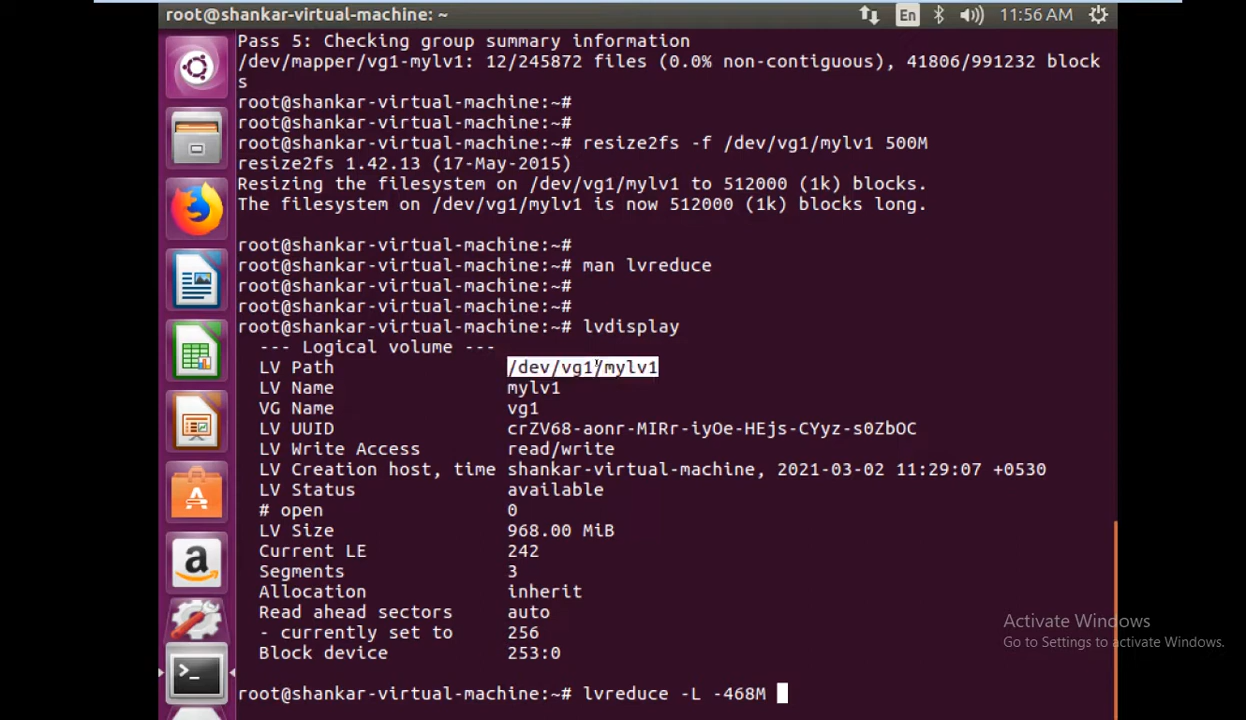 root@shankar-virtual-machine: ~
En
11:56 AM
Pass 5: Checking group summary information
/dev/mapper/vg1-mylv1: 12/245872 files (0.0% non-contiguous), 41806/991232 block
s
root@shankar-virtual-machine:~#
root@shankar-virtual-machine:~#
root@shankar-virtual-machine:~# resize2fs -f /dev/vg1/mylv1 500M
resize2fs 1.42.13 (17-May-2015)
Resizing the filesystem on /dev/vg1/mylv1 to 512000 (1k) blocks.
The filesystem on /dev/vg1/mylv1 is now 512000 (1k) blocks long.
root@shankar-virtual-machine:~#
root@shankar-virtual-machine:~# man lvreduce
root@shankar-virtual-machine:~#
root@shankar-virtual-machine:~#
root@shankar-virtual-machine:~# lvdisplay
--- Logical volume ---
LV Path /dev/vg1/mylv1
LV Name mylv1
VG Name vg1
LV UUID crZV68-aonr-MIRr-iyOe-HEjs-CYyz-s0ZbOC
LV Write Access read/write
LV Creation host, time shankar-virtual-machine, 2021-03-02 11:29:07 +0530
LV Status available
# open 0
LV Size 968.00 MiB
Current LE 242
Segments 3
Allocation inherit
Read ahead sectors auto
- currently set to 256
Block device 253:0
root@shankar-virtual-machine:~# lvreduce -L -468M
Activate Windows
Go to Settings to activate Windows.